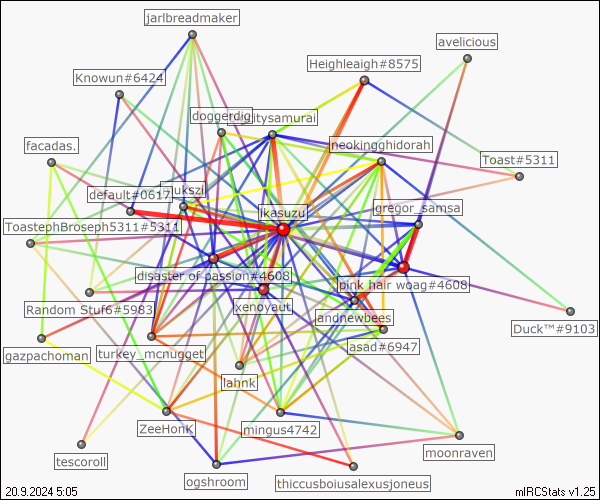 jarlbreadmaker
avelicious
Heighleaigh#8575
Knowun#6424
doggerdig
itysamurai
facadas.
neokingghidorah
Toast#5311
default#0617
lukszi
ikasuzu
gregor_samsa
ToastephBroseph5311#5311
disaster of passion#4608
pink hair woag#4608
Random Stuf6#5983
xenoyaut
andnewbees
Duck™#9103
gazpachoman
turkey_mcnugget
asad#6947
lahnk
ZeeHonK
mingus4742
moonraven
tescoroll
ogshroom
thiccusboiusalexusjoneus
20.9.2024 5:05
mIRCStats v1.25